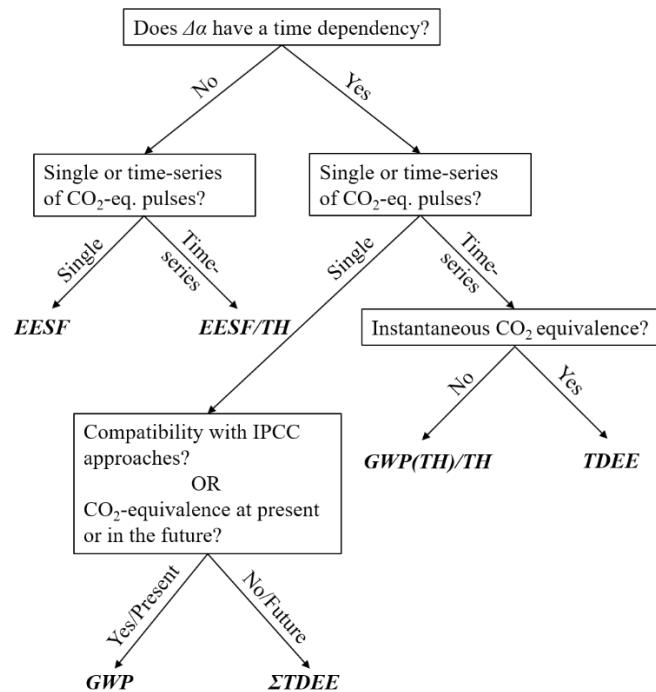 Does Δα have a time dependency?
No
Yes
Single or time-series
of CO₂-eq. pulses?
Single or time-series
of CO₂-eq. pulses?
Single
Time-
series
Single
Time-
series
EESF
EESF/TH
Instantaneous CO₂ equivalence?
No
Yes
Compatibility with IPCC
approaches?
OR
CO₂-equivalence at present
or in the future?
GWP(TH)/TH
TDEE
Yes/Present
No/Future
GWP
ΣTDEE